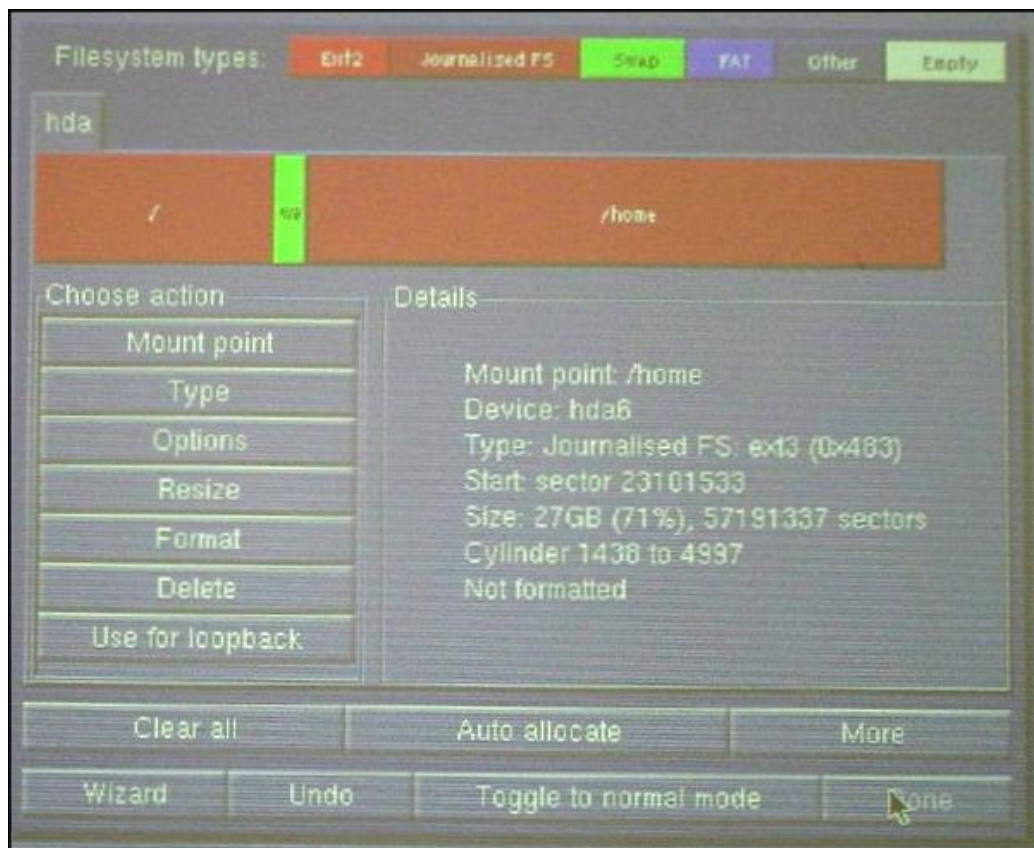 Filesystem types: Ext2 Journalised FS Swap FAT Other Empty
hda
/ /home
Choose action
Details
Mount point
Type
Options
Resize
Format
Delete
Use for loopback
Mount point: /home
Device: hda6
Type: Journalised FS: ext3 (0x483)
Start: sector 23101533
Size: 27GB (71%), 57191337 sectors
Cylinder 1438 to 4997
Not formatted
Clear all Auto allocate More
Wizard Undo Toggle to normal mode Done